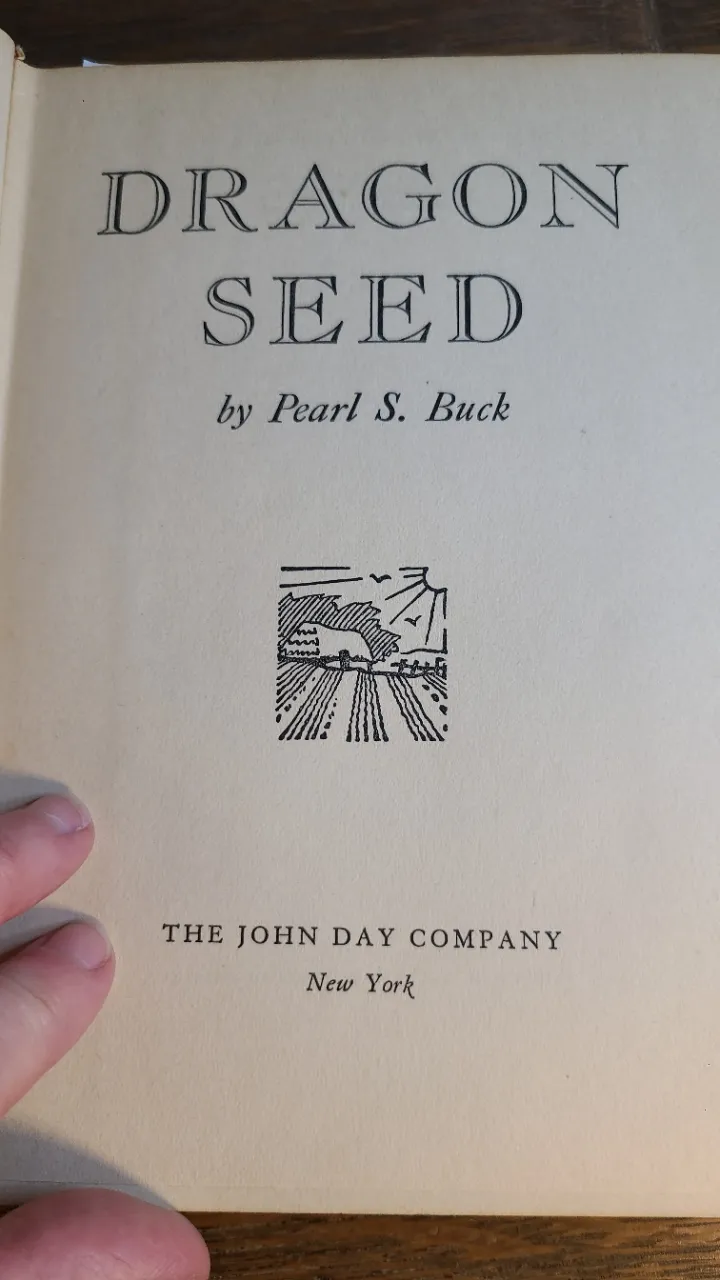 DRAGON
SEED
by Pearl S. Buck
THE JOHN DAY COMPANY
New York